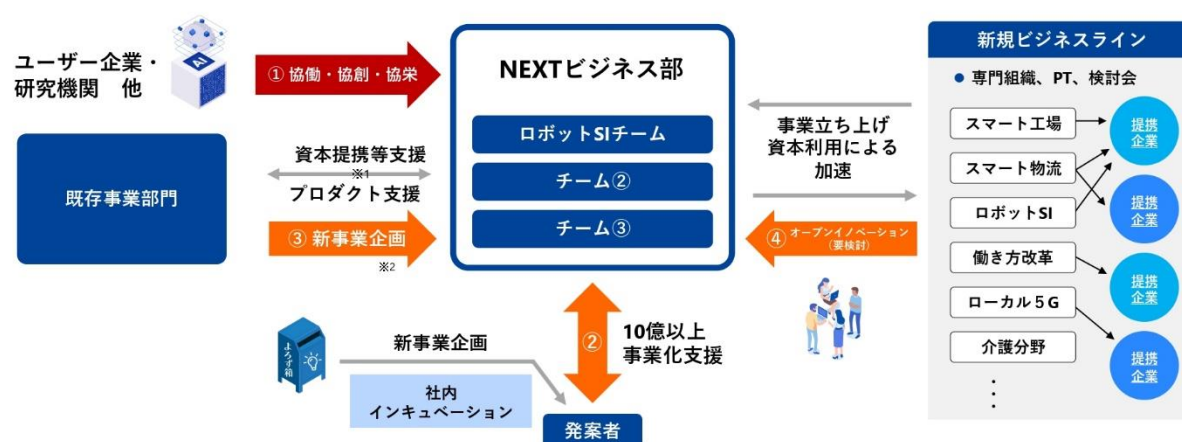 ユーザー企業・
研究機関 他
AI
① 協働・協創・協栄
既存事業部門
資本提携等支援
※1
プロダクト支援
③ 新事業企画
※2
NEXTビジネス部
ロボットSIチーム
チーム②
チーム③
事業立ち上げ
資本利用による
加速
④ オープンイノベーション
(要検討)
よろず箱
新事業企画
社内
インキュベーション
②
10億以上
事業化支援
発案者
新規ビジネスライン
● 専門組織、PT、検討会
スマート工場
スマート物流
ロボットSI
働き方改革
ローカル５G
介護分野
・
・
・
提携
企業
提携
企業
提携
企業
提携
企業